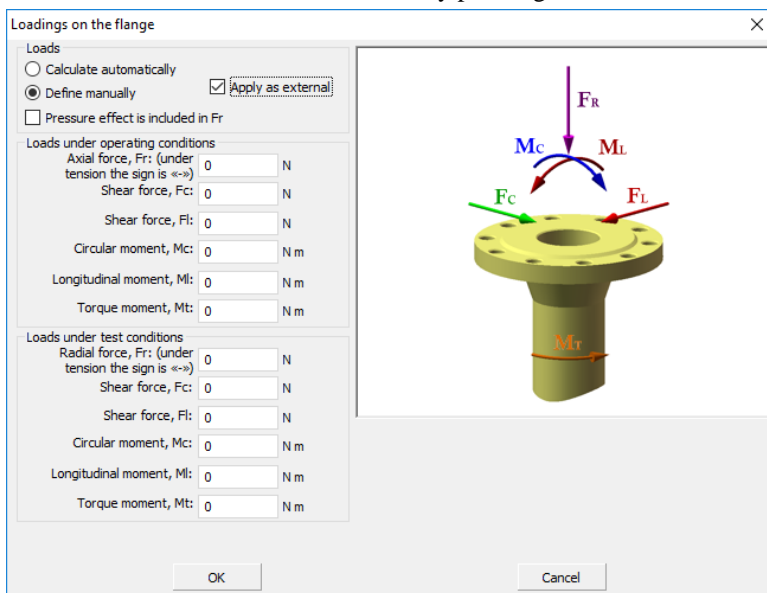 Loadings on the flange
Loads
Calculate automatically
Define manually
Apply as external
Pressure effect is included in Fr
Loads under operating conditions
Axial force, Fr: (under
tension the sign is «-»)
0 N
Shear force, Fc: 0 N
Shear force, Fl: 0 N
Circular moment, Mc: 0 N m
Longitudinal moment, Ml: 0 N m
Torque moment, Mt: 0 N m
Loads under test conditions
Radial force, Fr: (under
tension the sign is «-»)
0 N
Shear force, Fc: 0 N
Shear force, Fl: 0 N
Circular moment, Mc: 0 N m
Longitudinal moment, Ml: 0 N m
Torque moment, Mt: 0 N m
FR
MC ML
FC FL
MT
OK Cancel